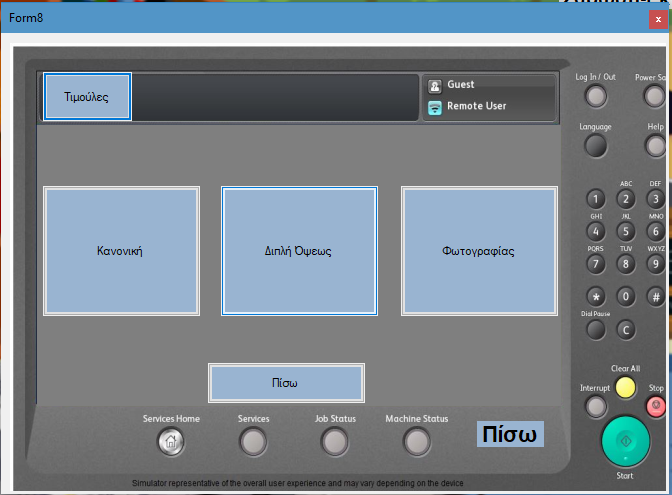 Form8
x
Τιμούλες
Guest
Remote User
Log In / Out
Power Sa
Language
Help
Κανονική
Διπλή Όψεως
Φωτογραφίας
ABC DEF
1 2 3
GHI JKL MNO
4 5 6
PQRS TUV WXYZ
7 8 9
* 0 #
Dial Pause
C
Πίσω
Clear All
Interrupt
Stop
Services Home
Services
Job Status
Machine Status
Πίσω
Start
Simulator representative of the overall user experience and may vary depending on the device